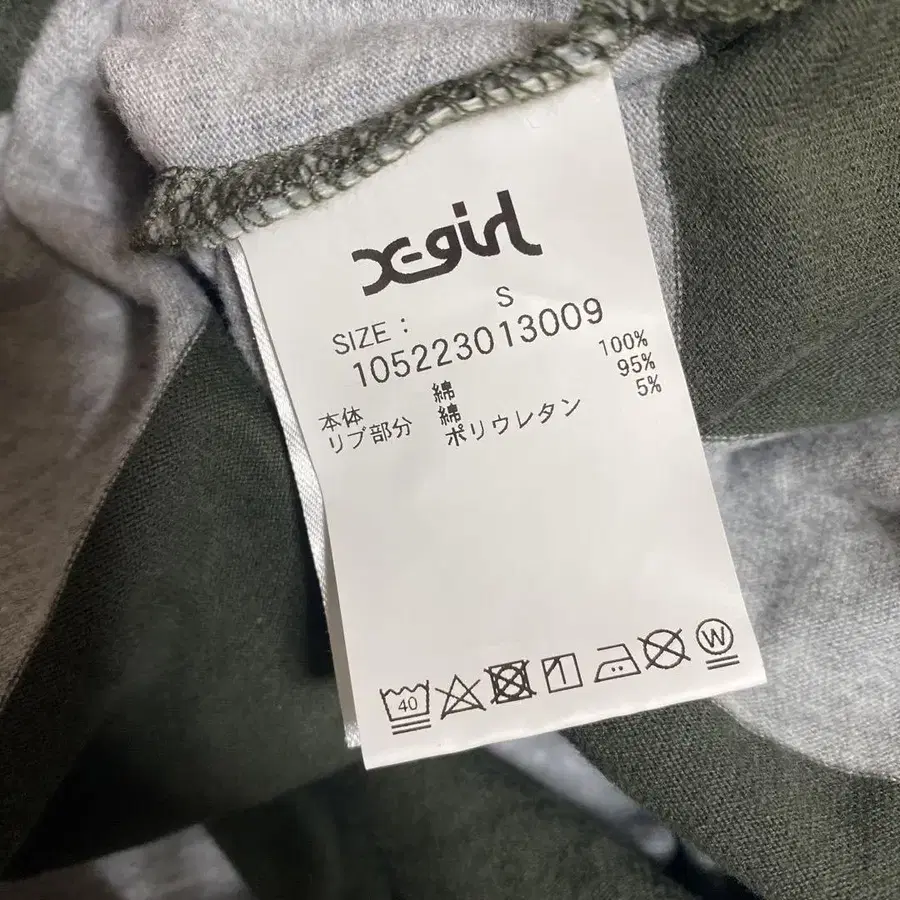 X-girl
SIZE : S
105223013009
本体 綿 100%
リブ部分 綿 95%
ポリウレタン 5%
40 W